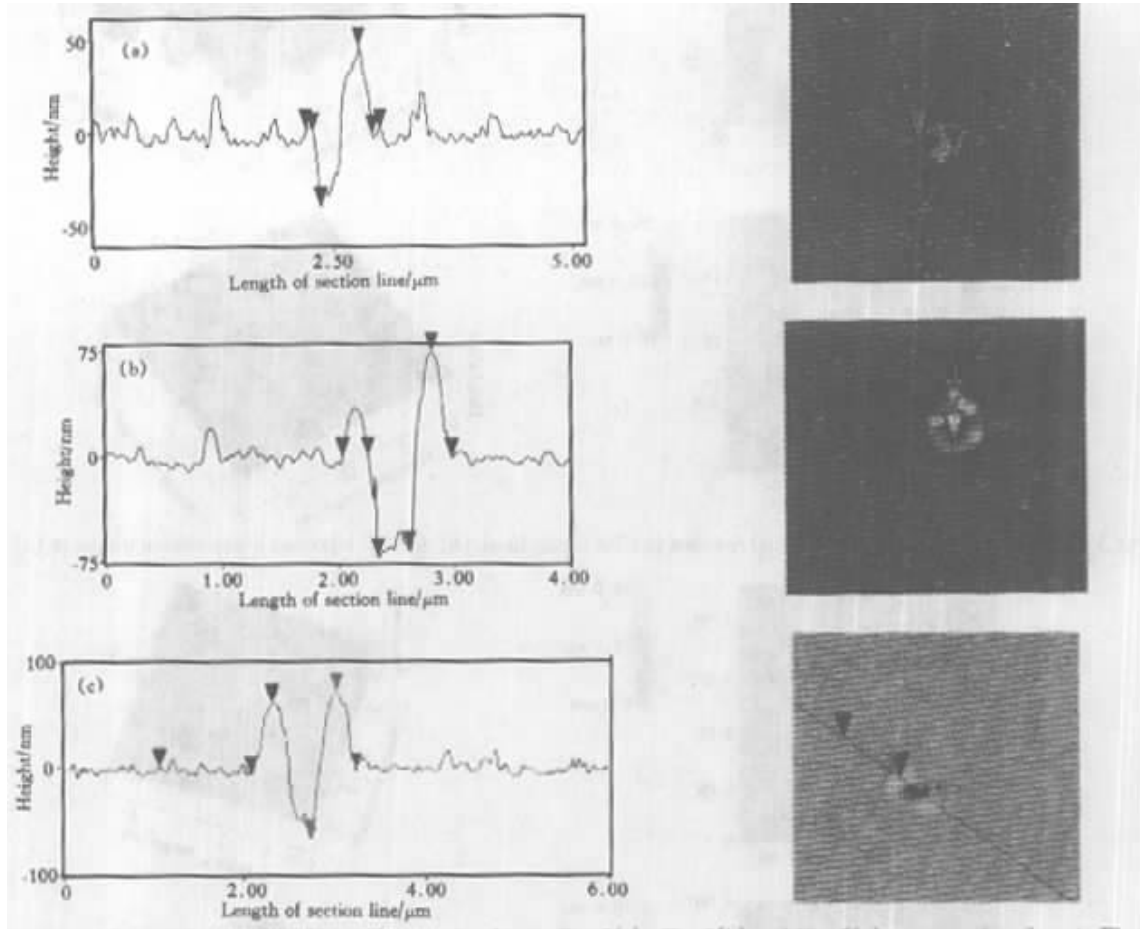 (a)
50
0
-50
Height/nm
0 2.50 5.00
Length of section line/μm
(b)
75
0
-75
Height/nm
0 1.00 2.00 3.00 4.00
Length of section line/μm
(c)
100
0
-100
Height/nm
0 2.00 4.00 6.00
Length of section line/μm